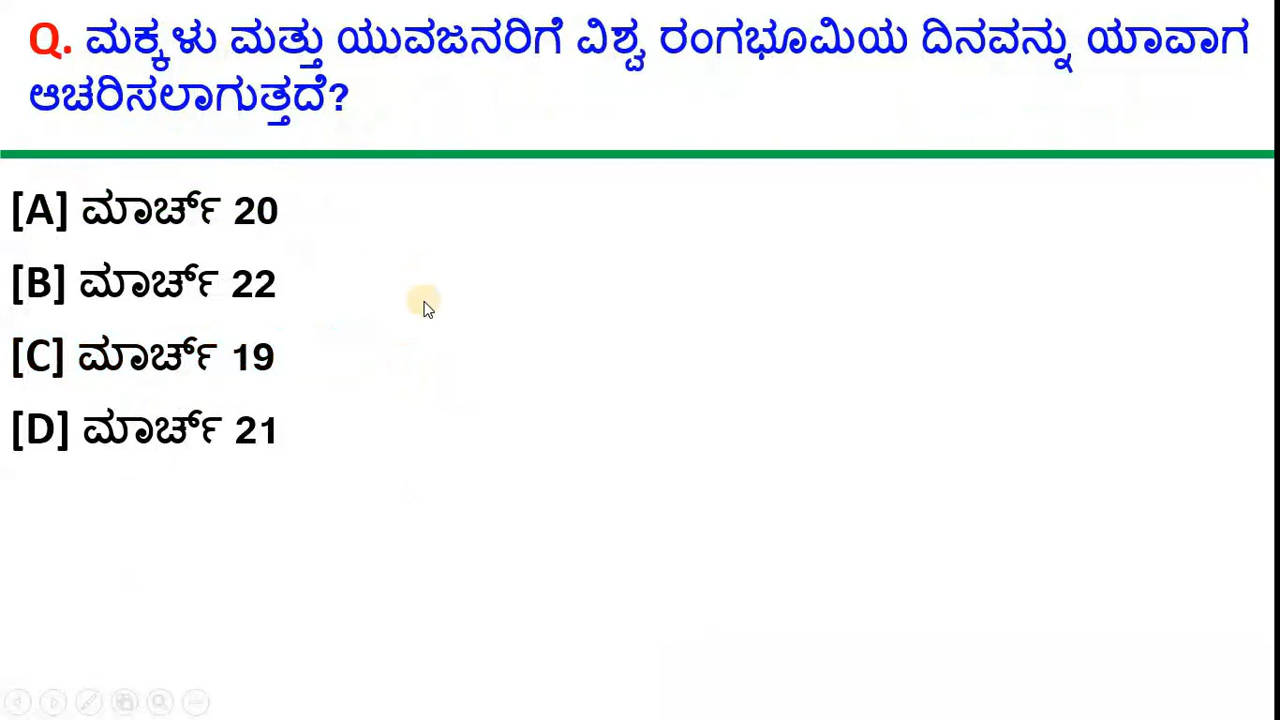 Q. ಮಕ್ಕಳು ಮತ್ತು ಯುವಜನರಿಗೆ ವಿಶ್ವ ರಂಗಭೂಮಿಯ ದಿನವನ್ನು ಯಾವಾಗ
ಆಚರಿಸಲಾಗುತ್ತದೆ?
[A] ಮಾರ್ಚ್ 20
[B] ಮಾರ್ಚ್ 22
[C] ಮಾರ್ಚ್ 19
[D] ಮಾರ್ಚ್ 21